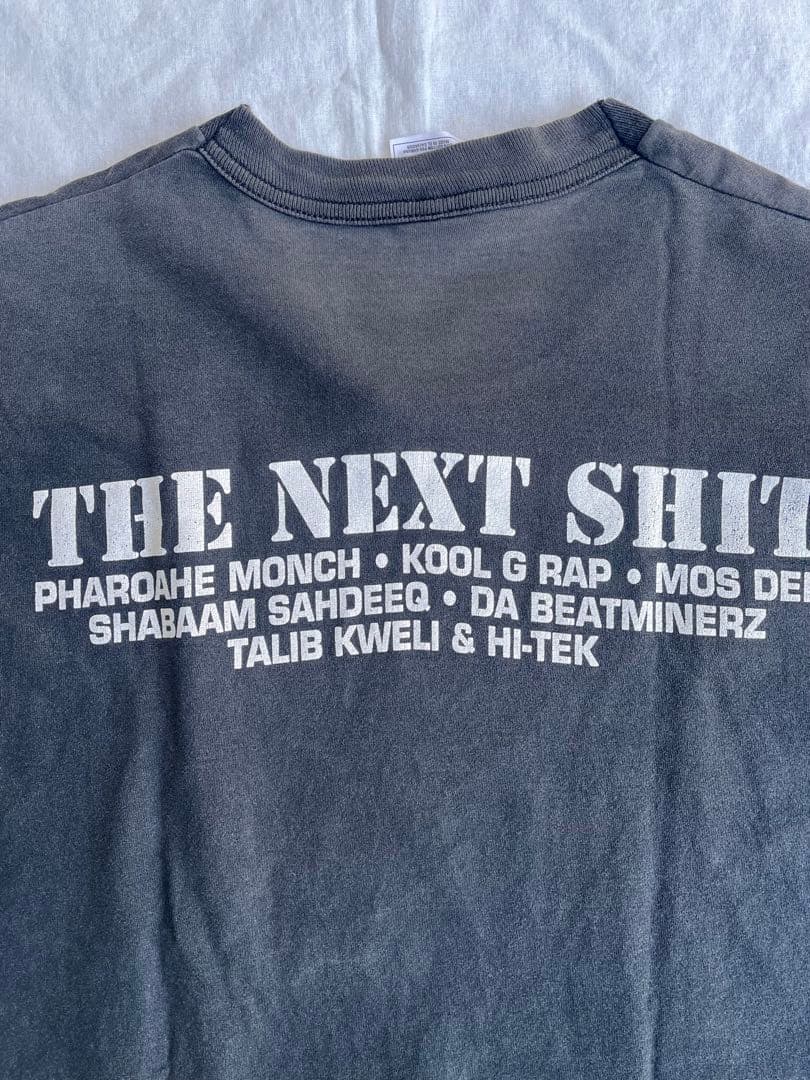 THE NEXT SHIT
PHAROAHE MONCH • KOOL G RAP • MOS DEF
SHABAAM SAHDEEQ • DA BEATMINERZ
TALIB KWELI & HI-TEK